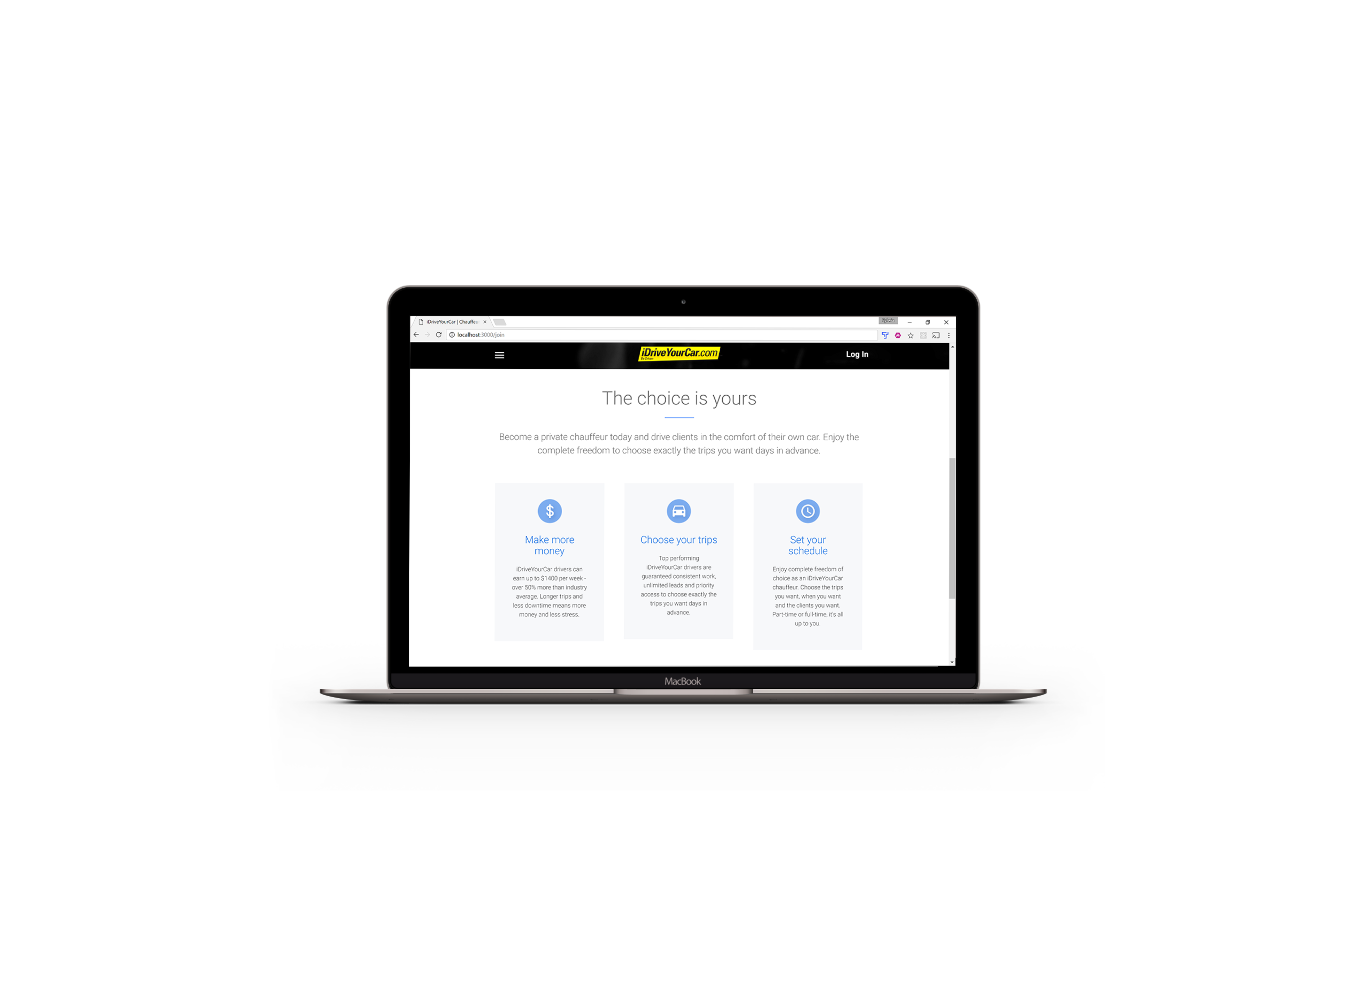 iDriveYourCar | Chauffeu
localhost:3000/join
iDriveYourCar.com
Log In
The choice is yours
Become a private chauffeur today and drive clients in the comfort of their own car. Enjoy the
complete freedom to choose exactly the trips you want days in advance.
Make more
money
iDriveYourCar drivers can
earn up to $1400 per week -
over 50% more than industry
average. Longer trips and
less downtime means more
money and less stress.
Choose your trips
Top performing
iDriveYourCar drivers are
guaranteed consistent work,
unlimited leads and priority
access to choose exactly the
trips you want days in
advance.
Set your
schedule
Enjoy complete freedom of
choice as an iDriveYourCar
chauffeur. Choose the trips
you want, when you want
and the clients you want.
Part-time or full-time, it's all
up to you.
MacBook